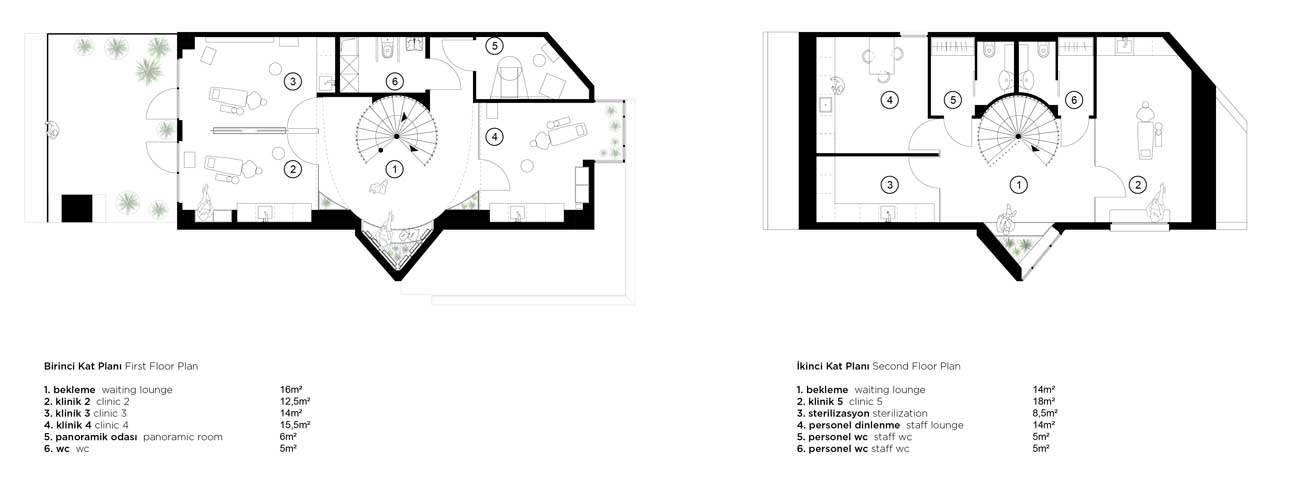 5
3
6
4
2
1
4
5
6
3
1
2
Birinci Kat Planı First Floor Plan
1. bekleme waiting lounge 16m²
2. klinik 2 clinic 2 12,5m²
3. klinik 3 clinic 3 14m²
4. klinik 4 clinic 4 15,5m²
5. panoramik odası panoramic room 6m²
6. wc wc 5m²
İkinci Kat Planı Second Floor Plan
1. bekleme waiting lounge 14m²
2. klinik 5 clinic 5 18m²
3. sterilizasyon sterilization 8,5m²
4. personel dinlenme staff lounge 14m²
5. personel wc staff wc 5m²
6. personel wc staff wc 5m²